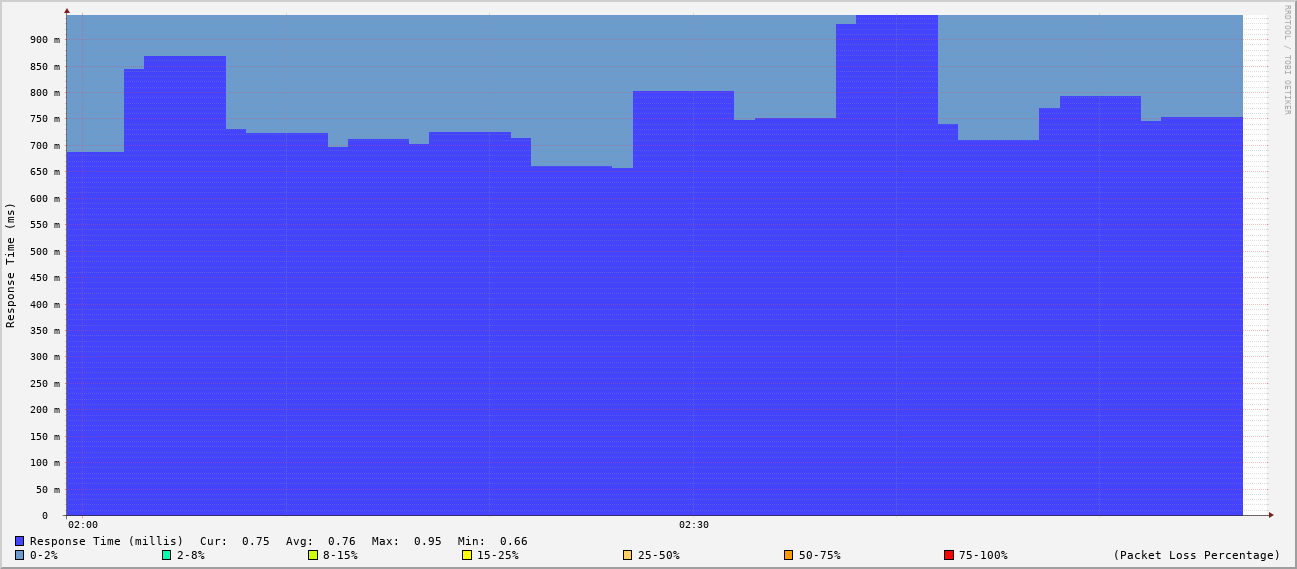 RRDTOOL / TOBI OETIKER
Response Time (ms)
900 m
850 m
800 m
750 m
700 m
650 m
600 m
550 m
500 m
450 m
400 m
350 m
300 m
250 m
200 m
150 m
100 m
50 m
0
02:00 02:30
Response Time (millis) Cur: 0.75 Avg: 0.76 Max: 0.95 Min: 0.66
0-2% 2-8% 8-15% 15-25% 25-50% 50-75% 75-100% (Packet Loss Percentage)